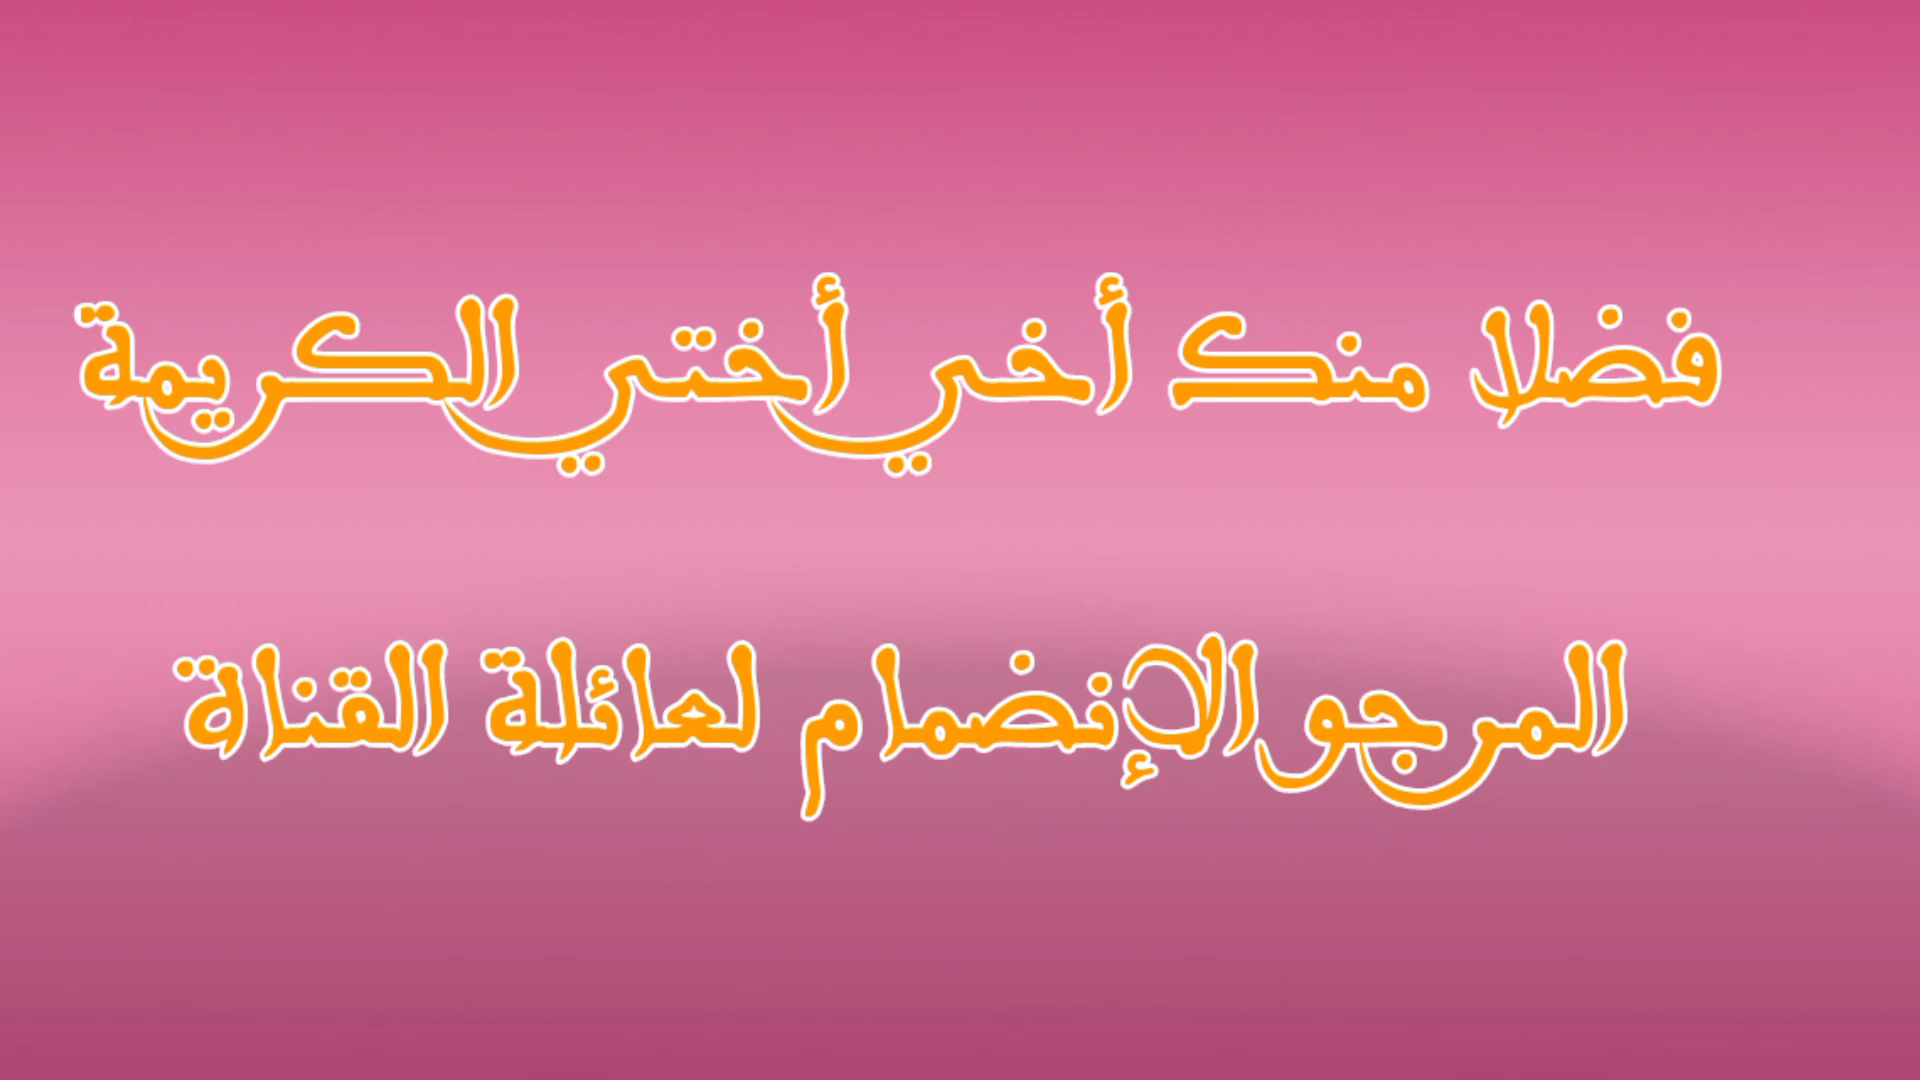 فضلا منك أخي أختي الكريمة
المرجو الإنضمام لعائلة القناة